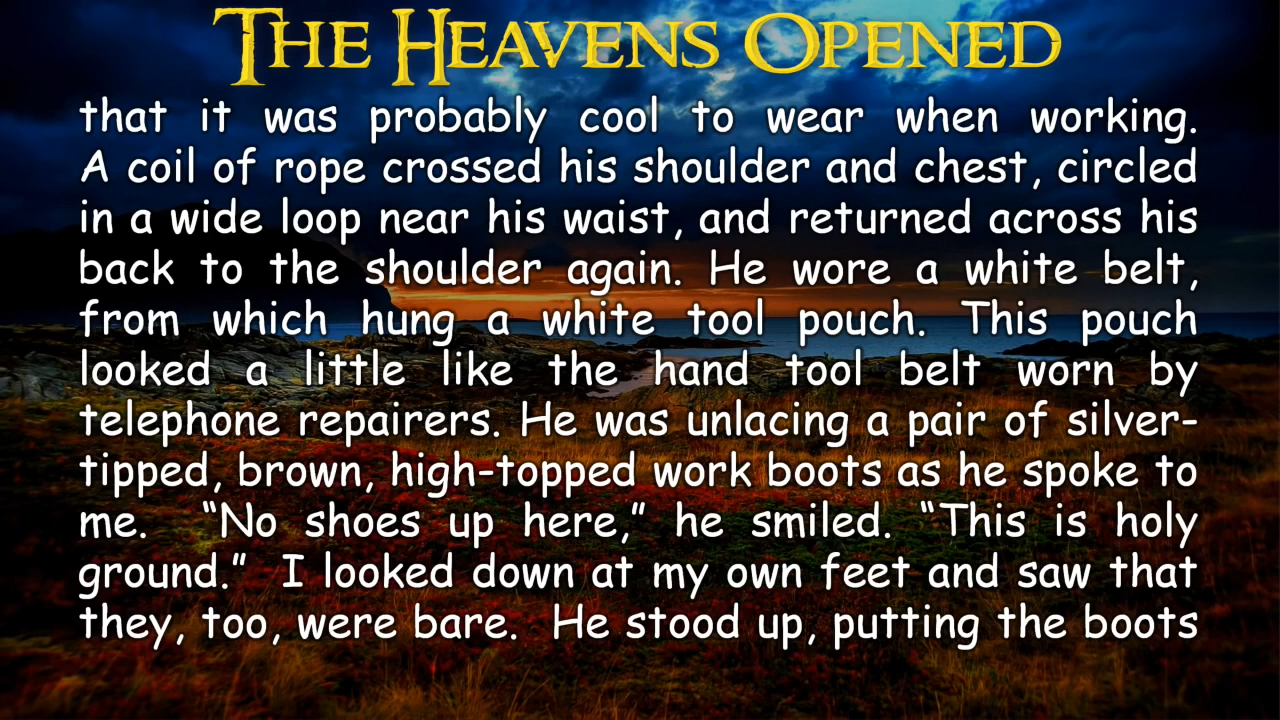 The Heavens Opened
that it was probably cool to wear when working.
A coil of rope crossed his shoulder and chest, circled
in a wide loop near his waist, and returned across his
back to the shoulder again. He wore a white belt,
from which hung a white tool pouch. This pouch
looked a little like the hand tool belt worn by
telephone repairers. He was unlacing a pair of silver-
tipped, brown, high-topped work boots as he spoke to
me. “No shoes up here,” he smiled. “This is holy
ground.” I looked down at my own feet and saw that
they, too, were bare. He stood up, putting the boots